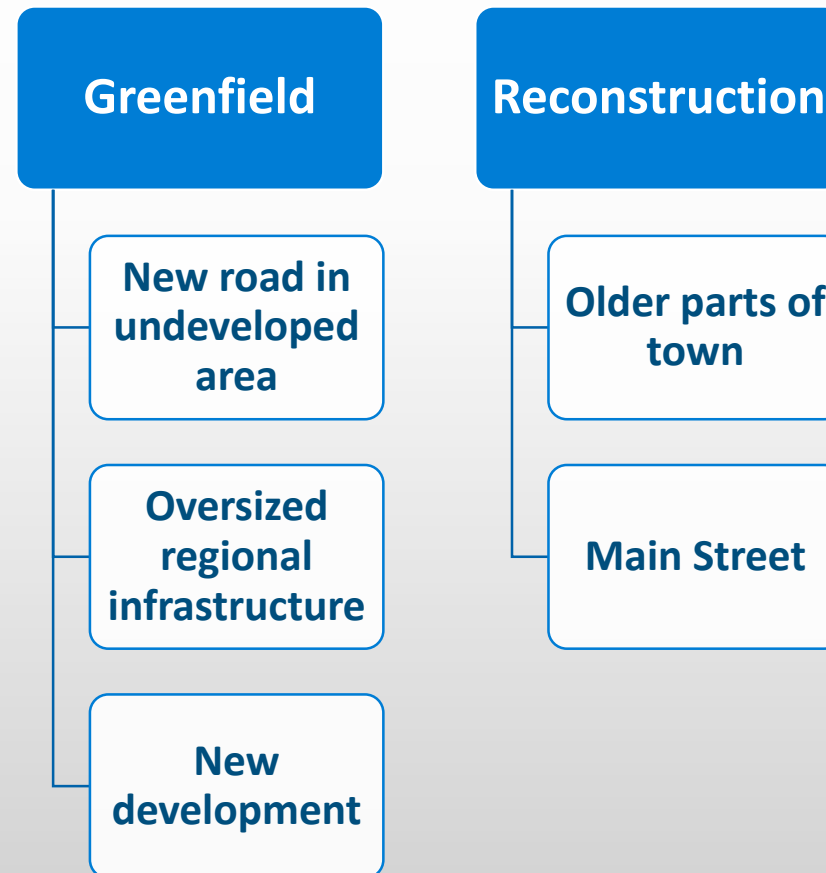 Greenfield
New road in
undeveloped
area
Oversized
regional
infrastructure
New
development
Reconstruction
Older parts of
town
Main Street